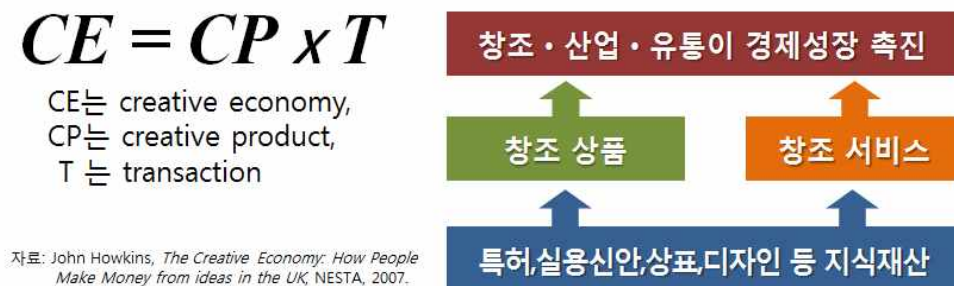 CE = CP x T
CE는 creative economy,
CP는 creative product,
T 는 transaction
자료: John Howkins, The Creative Economy: How People
Make Money from ideas in the UK, NESTA, 2007.
창조・산업・유통이 경제성장 촉진
창조 상품
창조 서비스
특허,실용신안,상표,디자인 등 지식재산